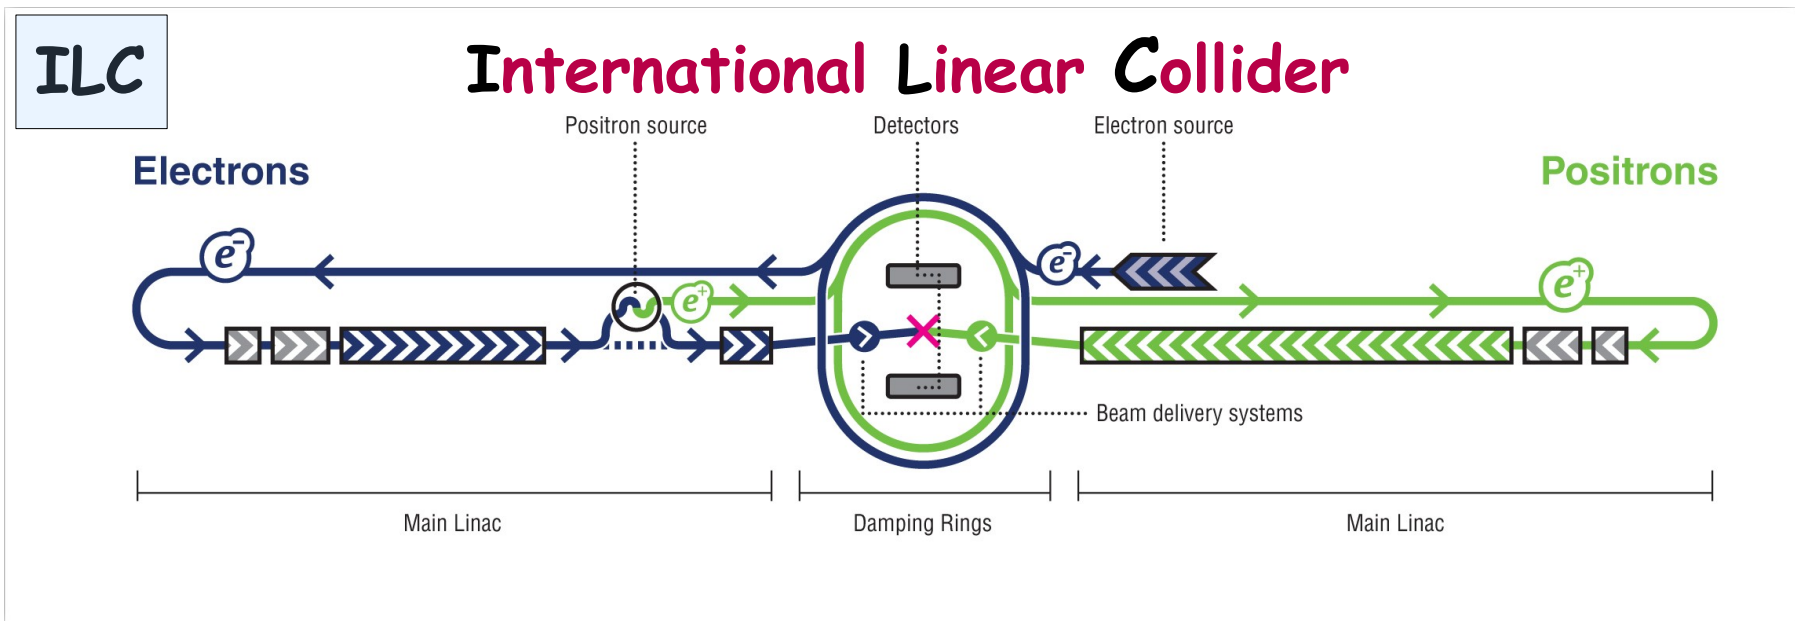 ILC
International Linear Collider
Positron source
Detectors
Electron source
Electrons
Positrons
e-
e-
e+
e+
Beam delivery systems
Main Linac
Damping Rings
Main Linac